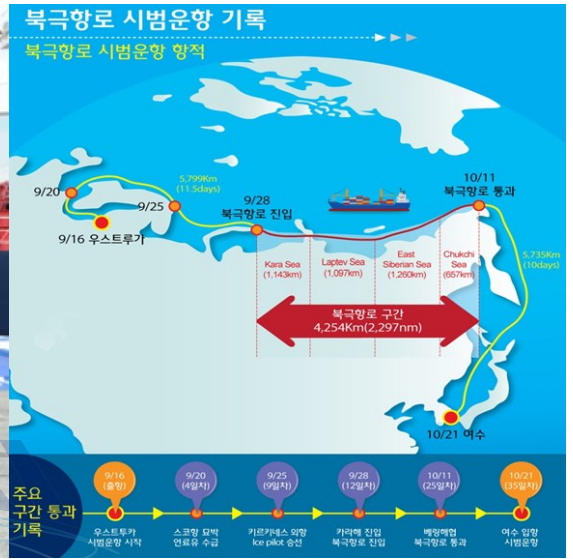 북극항로 시범운항 기록
북극항로 시범운항 항적
5,799Km
(11.5days)
9/20
9/25
9/16 우스트루가
9/28
북극항로 진입
10/11
북극항로 통과
5,735Km
(10days)
Kara Sea
(1,143km)
Laptev Sea
(1,097km)
East
Siberian Sea
(1,260km)
Chukchi
Sea
(657km)
북극항로 구간
4,254Km(2,297nm)
10/21 여수
주요
구간 통과
기록
9/16
(출항)
우스트투카
시범운항 시작
9/20
(4일차)
스코항 묘박
연료유 수급
9/25
(9일차)
키르키네스 외항
Ice pilot 승선
9/28
(12일차)
카라해 진입
북극항로 진입
10/11
(25일차)
베링해협
북극항로 통과
10/21
(35일차)
여수 입항
시범운항